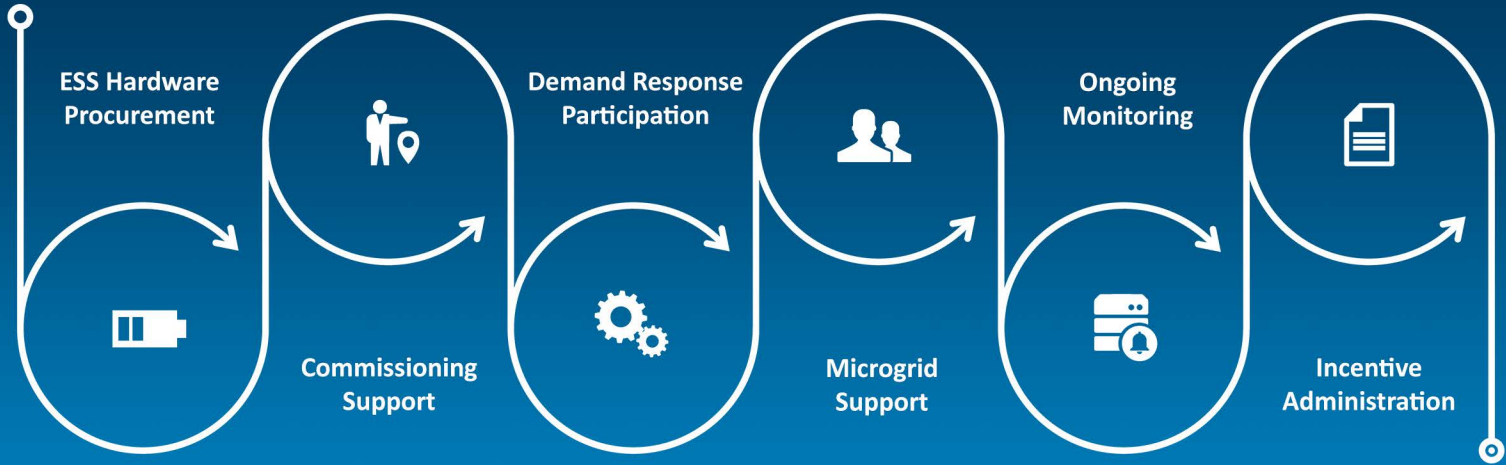 ESS Hardware
Procurement
Commissioning
Support
Demand Response
Participation
Microgrid
Support
Ongoing
Monitoring
Incentive
Administration